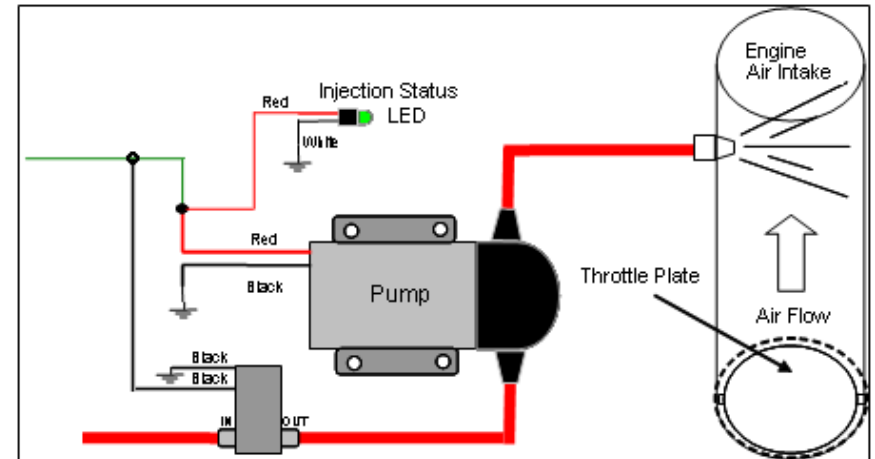 Engine
Air Intake
Injection Status
LED
Red
White
Red
Black
Pump
Throttle Plate
Air Flow
Black
Black
IN
OUT